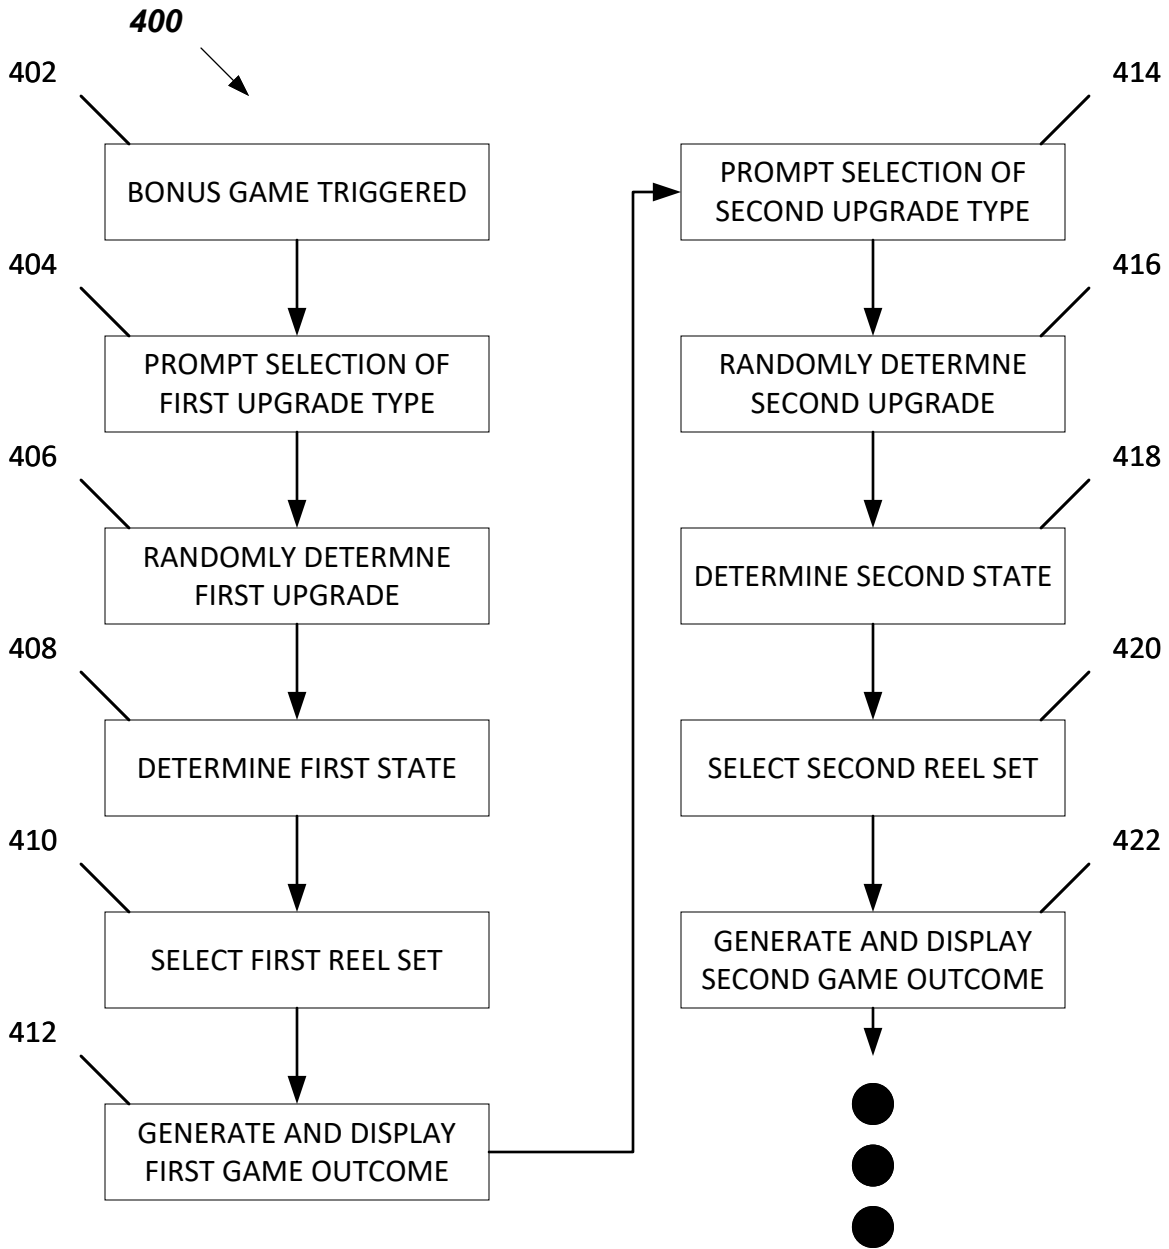 400
402
BONUS GAME TRIGGERED
404
PROMPT SELECTION OF
FIRST UPGRADE TYPE
406
RANDOMLY DETERMNE
FIRST UPGRADE
408
DETERMINE FIRST STATE
410
SELECT FIRST REEL SET
412
GENERATE AND DISPLAY
FIRST GAME OUTCOME
414
PROMPT SELECTION OF
SECOND UPGRADE TYPE
416
RANDOMLY DETERMNE
SECOND UPGRADE
418
DETERMINE SECOND STATE
420
SELECT SECOND REEL SET
422
GENERATE AND DISPLAY
SECOND GAME OUTCOME